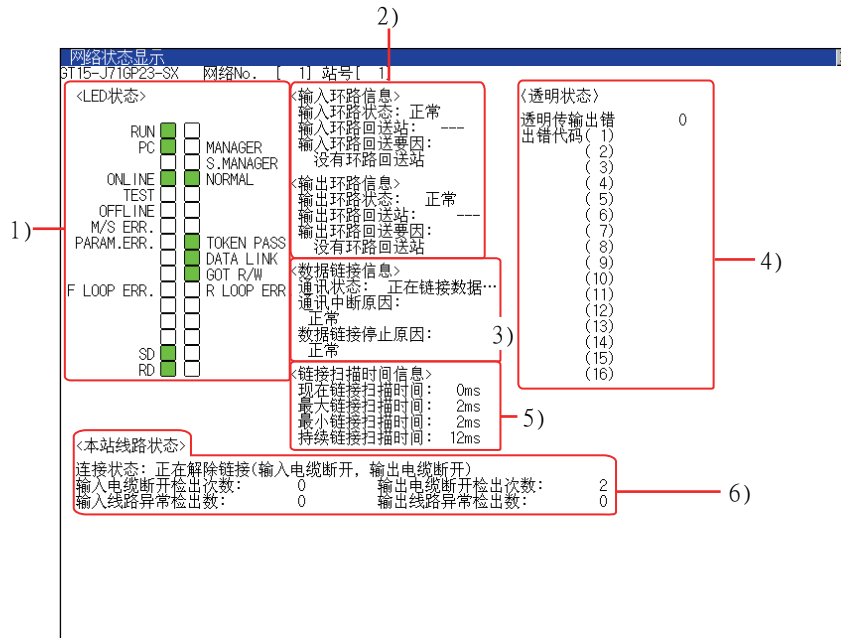 2)
网络状态显示
GT15-J71GP23-SX 网络No. [ 1] 站号[ 1]
1)
<LED状态>
RUN
PC MANAGER
S.MANAGER
ONLINE NORMAL
TEST
OFFLINE
M/S ERR.
PARAM.ERR. TOKEN PASS
DATA LINK
GOT R/W
F LOOP ERR. R LOOP ERR
SD
RD
<输入环路信息>
输入环路状态: 正常
输入环路回送站: ---
输入环路回送要因:
没有环路回送站
<输出环路信息>
输出环路状态: 正常
输出环路回送站: ---
输出环路回送要因:
没有环路回送站
<数据链接信息>
通讯状态: 正在链接数据…
通讯中断原因:
正常
数据链接停止原因:
正常
3)
<链接扫描时间信息>
现在链接扫描时间: 0ms
最大链接扫描时间: 2ms
最小链接扫描时间: 2ms
持续链接扫描时间: 12ms
5)
<透明状态>
透明传输出错 0
出错代码( 1)
( 2)
( 3)
( 4)
( 5)
( 6)
( 7)
( 8)
( 9)
(10)
(11)
(12)
(13)
(14)
(15)
(16)
4)
<本站线路状态>
连接状态: 正在解除链接(输入电缆断开, 输出电缆断开)
输入电缆断开检出次数: 0 输出电缆断开检出次数: 2
输入线路异常检出数: 0 输出线路异常检出数: 0
6)